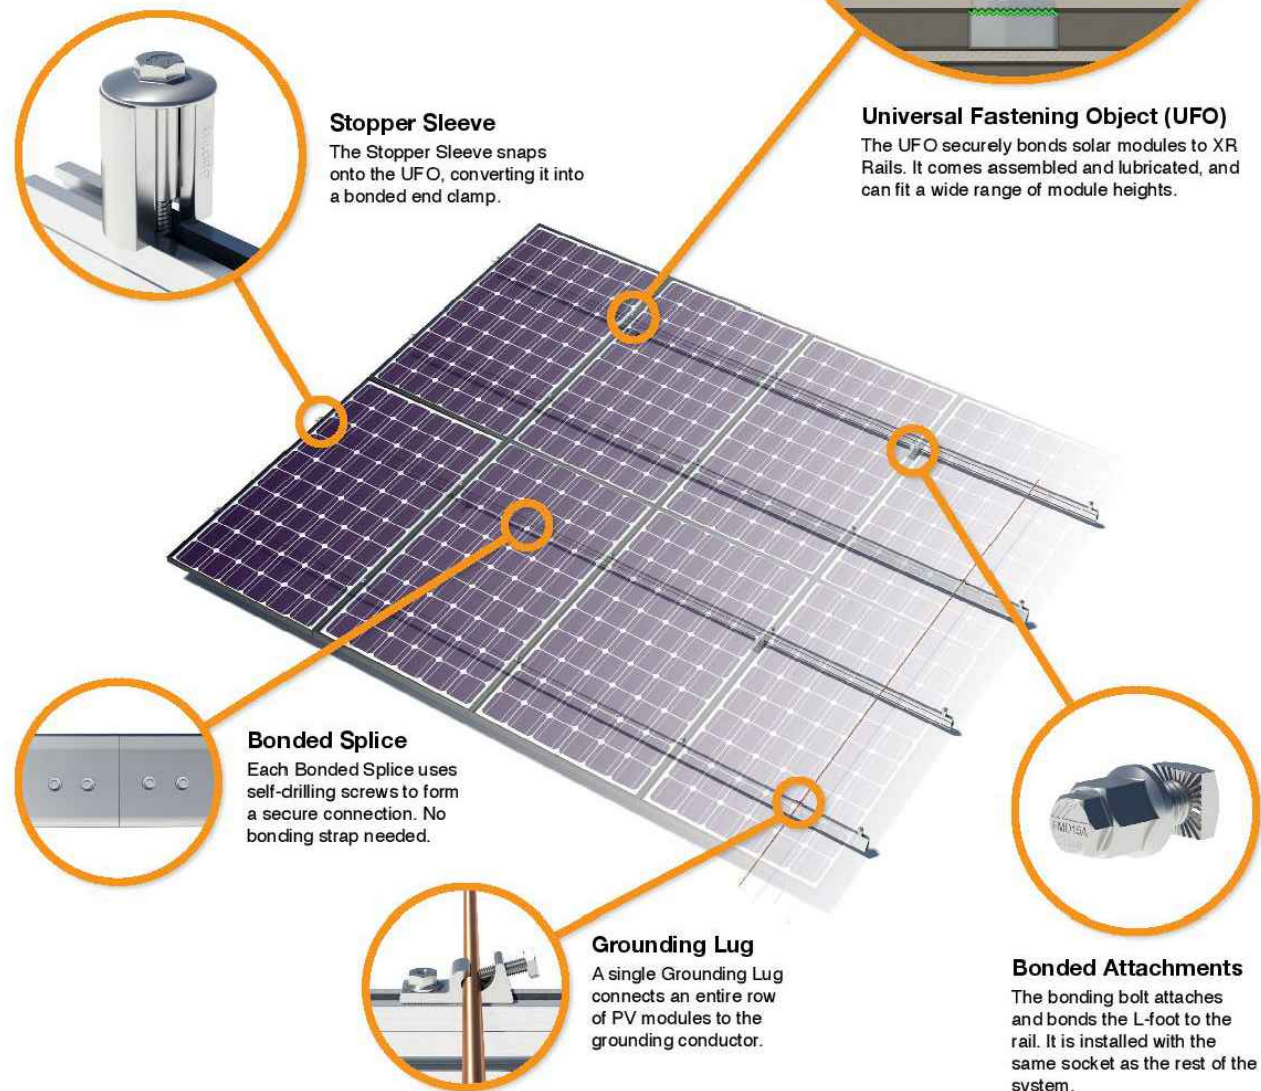 Stopper Sleeve
The Stopper Sleeve snaps
onto the UFO, converting it into
a bonded end clamp.
Universal Fastening Object (UFO)
The UFO securely bonds solar modules to XR
Rails. It comes assembled and lubricated, and
can fit a wide range of module heights.
Bonded Splice
Each Bonded Splice uses
self-drilling screws to form
a secure connection. No
bonding strap needed.
Grounding Lug
A single Grounding Lug
connects an entire row
of PV modules to the
grounding conductor.
Bonded Attachments
The bonding bolt attaches
and bonds the L-foot to the
rail. It is installed with the
same socket as the rest of the
system.